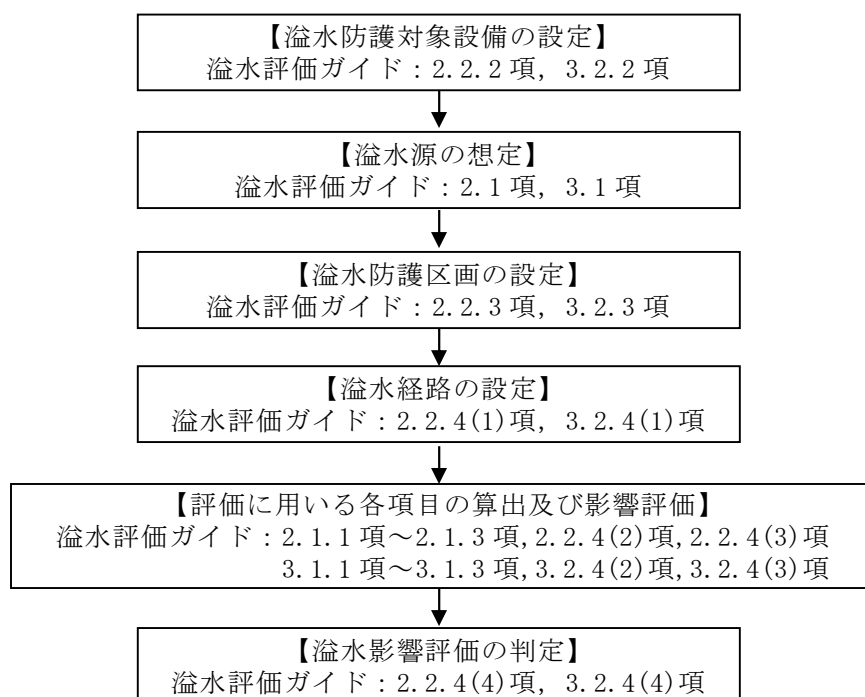 【溢水防護対象設備の設定】
溢水評価ガイド：2.2.2 項, 3.2.2 項
【溢水源の想定】
溢水評価ガイド：2.1 項, 3.1 項
【溢水防護区画の設定】
溢水評価ガイド：2.2.3 項, 3.2.3 項
【溢水経路の設定】
溢水評価ガイド：2.2.4(1)項, 3.2.4(1)項
【評価に用いる各項目の算出及び影響評価】
溢水評価ガイド：2.1.1 項～2.1.3 項,2.2.4(2)項,2.2.4(3)項
3.1.1 項～3.1.3 項,3.2.4(2)項,3.2.4(3)項
【溢水影響評価の判定】
溢水評価ガイド：2.2.4(4)項, 3.2.4(4)項